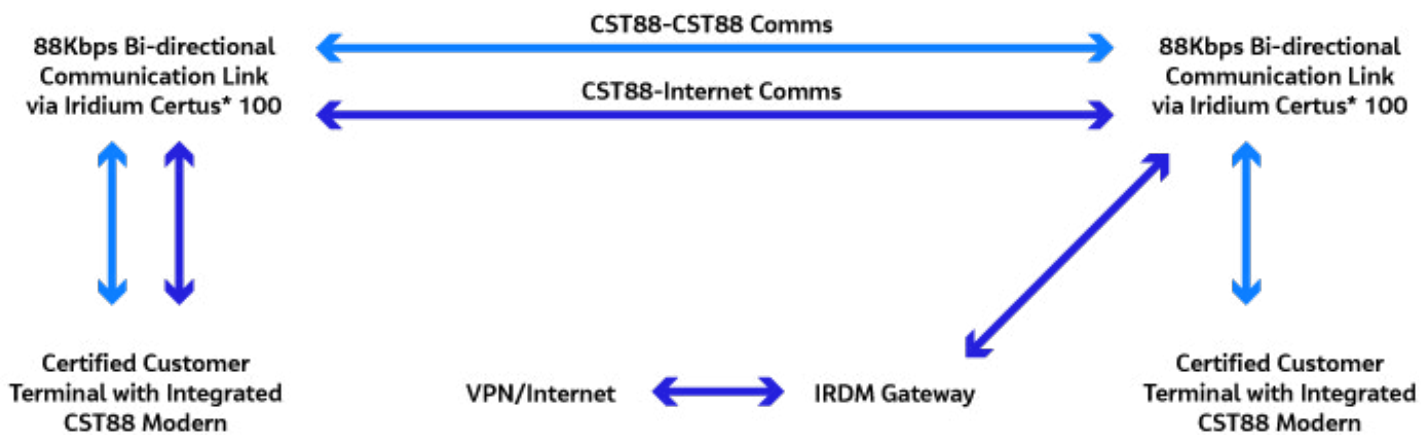 CST88-CST88 Comms
88Kbps Bi-directional
Communication Link
via Iridium Certus* 100
CST88-Internet Comms
88Kbps Bi-directional
Communication Link
via Iridium Certus* 100
Certified Customer
Terminal with Integrated
CST88 Modern
VPN/Internet
IRDM Gateway
Certified Customer
Terminal with Integrated
CST88 Modern